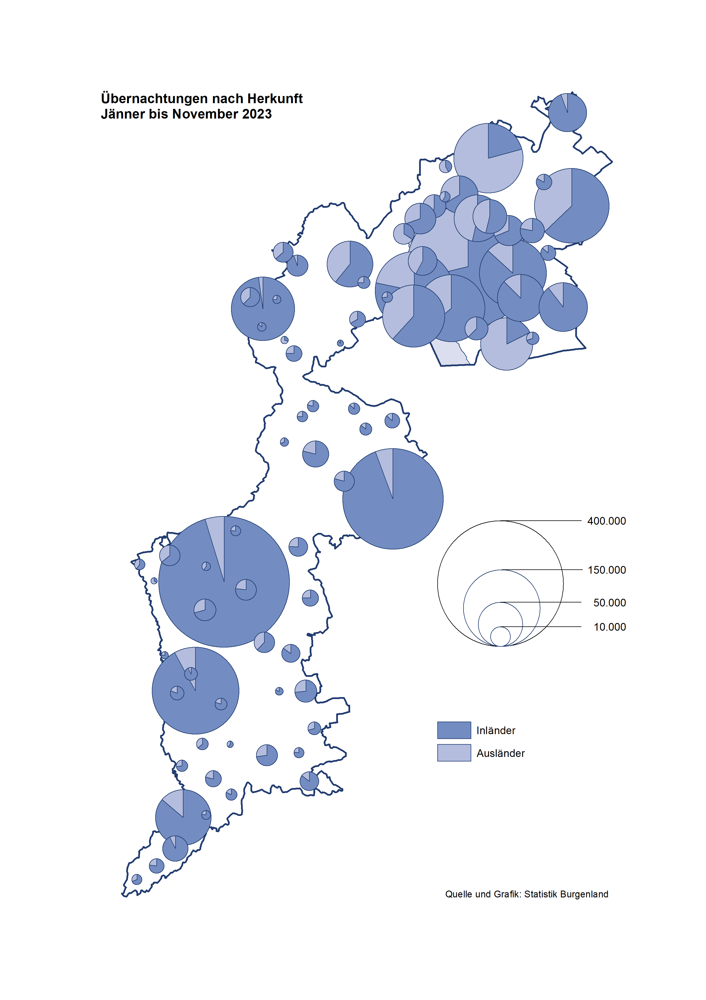 Übernachtungen nach Herkunft
Jänner bis November 2023
400.000
150.000
50.000
10.000
Inländer
Ausländer
Quelle und Grafik: Statistik Burgenland